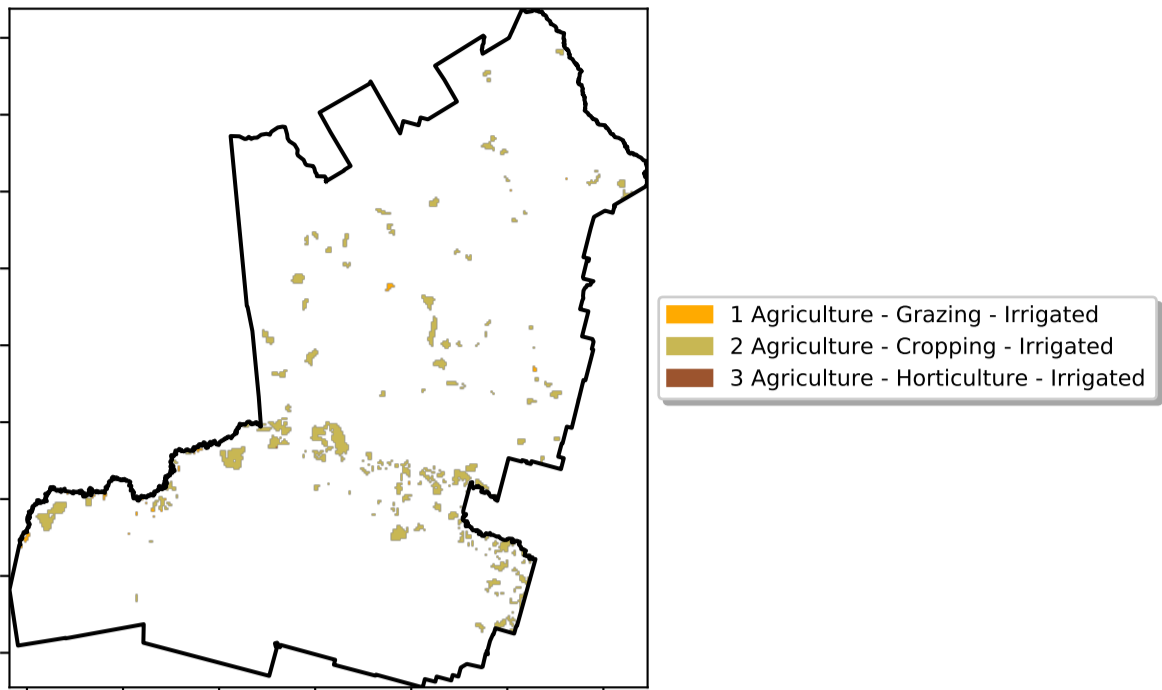 1 Agriculture - Grazing - Irrigated
2 Agriculture - Cropping - Irrigated
3 Agriculture - Horticulture - Irrigated